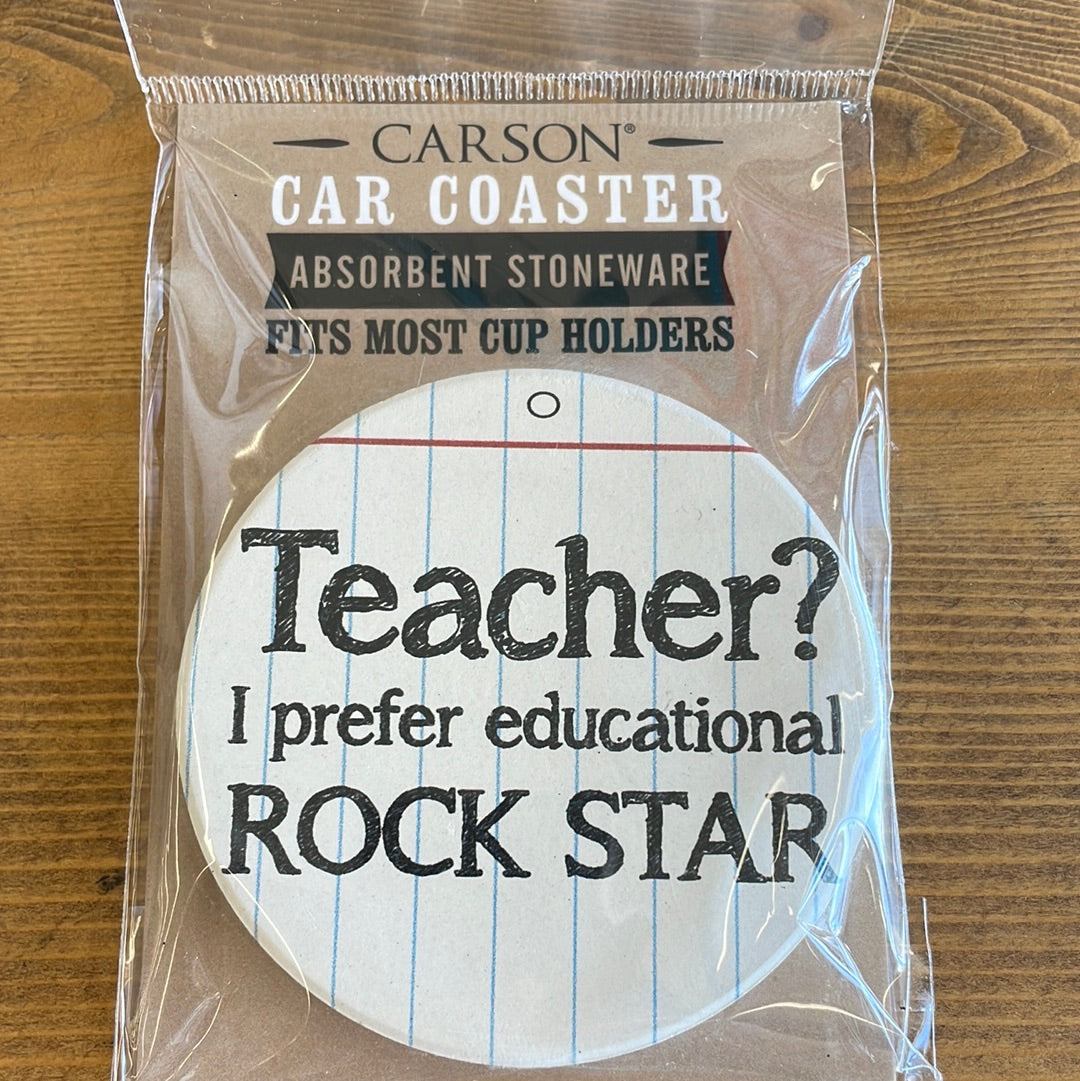 CARSON®
CAR COASTER
ABSORBENT STONEWARE
FITS MOST CUP HOLDERS
Teacher?
I prefer educational
ROCK STAR